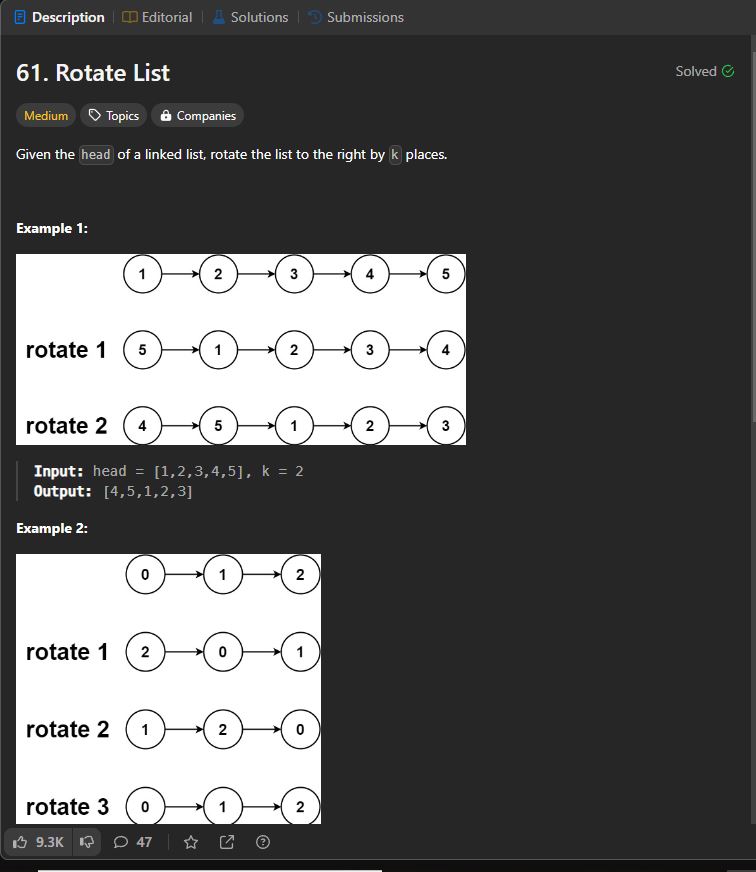 Description Editorial Solutions Submissions
61. Rotate List
Solved
Medium Topics Companies
Given the head of a linked list, rotate the list to the right by k places.
Example 1:
1 2 3 4 5
rotate 1 5 1 2 3 4
rotate 2 4 5 1 2 3
Input: head = [1,2,3,4,5], k = 2
Output: [4,5,1,2,3]
Example 2:
0 1 2
rotate 1 2 0 1
rotate 2 1 2 0
rotate 3 0 1 2
9.3K 47